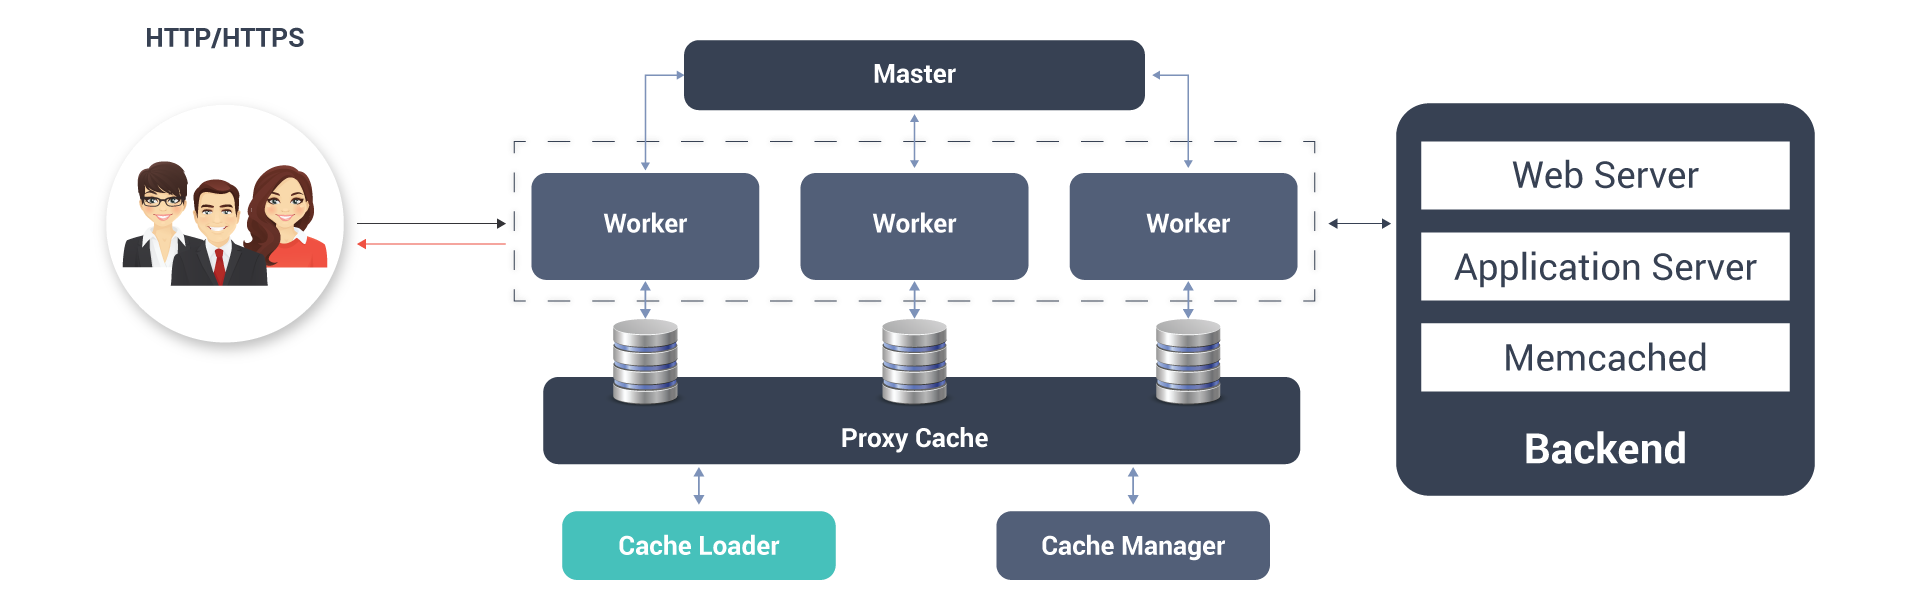 HTTP/HTTPS
Master
Worker
Worker
Worker
Proxy Cache
Cache Loader
Cache Manager
Web Server
Application Server
Memcached
Backend